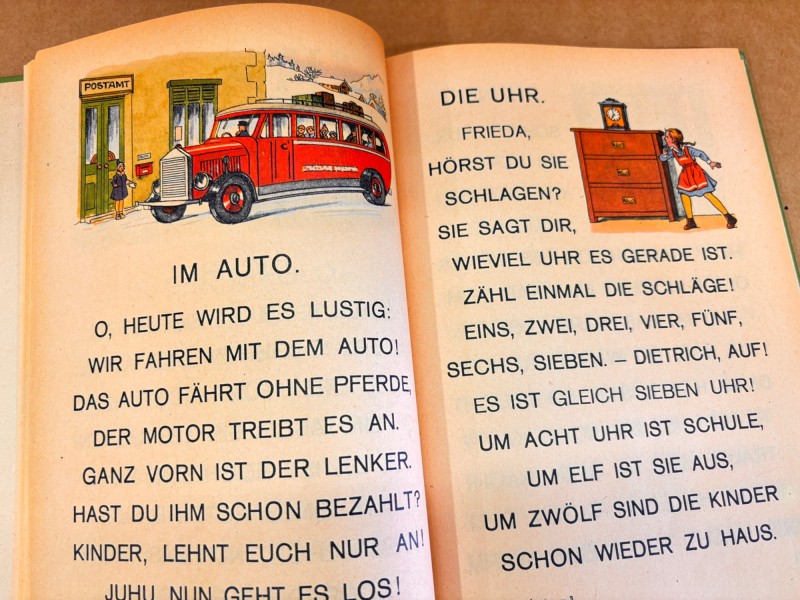 POSTAMT
IM AUTO.
O, HEUTE WIRD ES LUSTIG:
WIR FAHREN MIT DEM AUTO!
DAS AUTO FÄHRT OHNE PFERDE,
DER MOTOR TREIBT ES AN.
GANZ VORN IST DER LENKER.
HAST DU IHM SCHON BEZAHLT?
KINDER, LEHNT EUCH NUR AN!
JUHU NUN GEHT ES LOS!
DIE UHR.
FRIEDA,
HÖRST DU SIE
SCHLAGEN?
SIE SAGT DIR,
WIEVIEL UHR ES GERADE IST.
ZÄHL EINMAL DIE SCHLÄGE!
EINS, ZWEI, DREI, VIER, FÜNF,
SECHS, SIEBEN. – DIETRICH, AUF!
ES IST GLEICH SIEBEN UHR!
UM ACHT UHR IST SCHULE,
UM ELF IST SIE AUS,
UM ZWÖLF SIND DIE KINDER
SCHON WIEDER ZU HAUS.